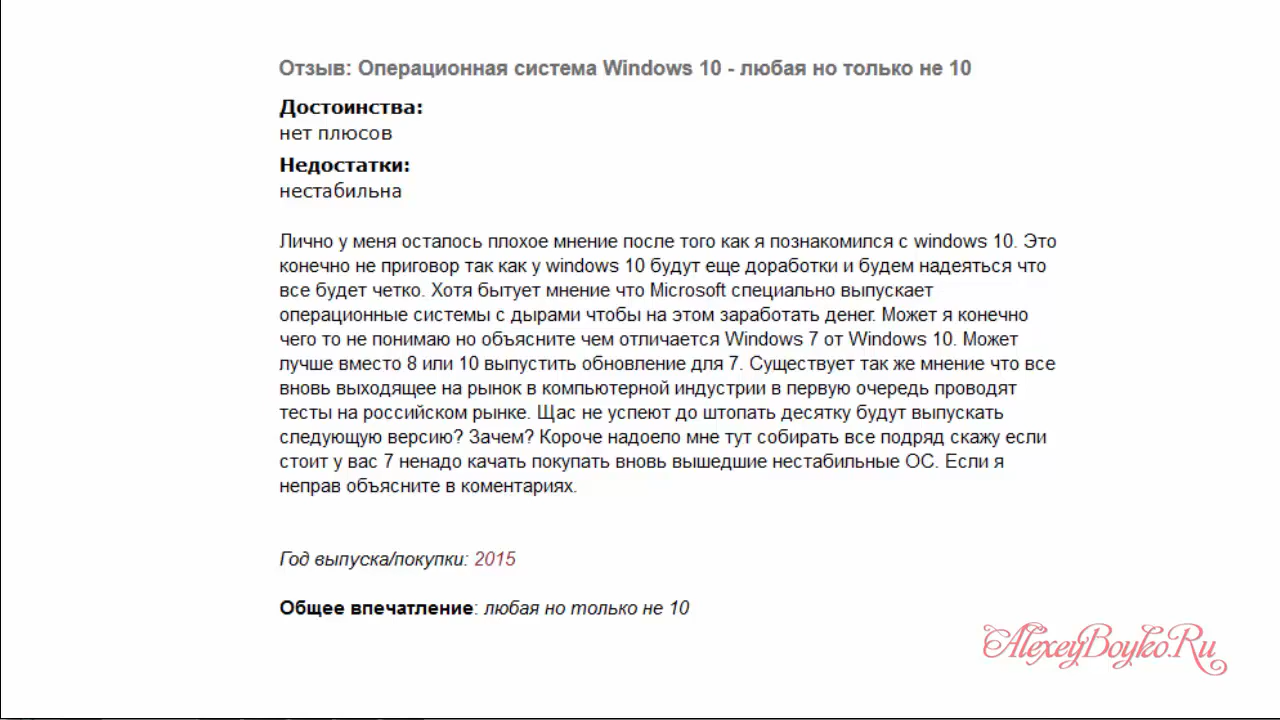 Отзыв: Операционная система Windows 10 - любая но только не 10
Достоинства:
нет плюсов
Недостатки:
нестабильна
Лично у меня осталось плохое мнение после того как я познакомился с windows 10. Это
конечно не приговор так как у windows 10 будут еще доработки и будем надеяться что
все будет четко. Хотя бытует мнение что Microsoft специально выпускает
операционные системы с дырами чтобы на этом заработать денег. Может я конечно
чего то не понимаю но объясните чем отличается Windows 7 от Windows 10. Может
лучше вместо 8 или 10 выпустить обновление для 7. Существует так же мнение что все
вновь выходящее на рынок в компьютерной индустрии в первую очередь проводят
тесты на российском рынке. Щас не успеют до штопать десятку будут выпускать
следующую версию? Зачем? Короче надоело мне тут собирать все подряд скажу если
стоит у вас 7 ненадо качать покупать вновь вышедшие нестабильные ОС. Если я
неправ объясните в коментариях.
Год выпуска/покупки: 2015
Общее впечатление: любая но только не 10
AlexeyBoyko.Ru